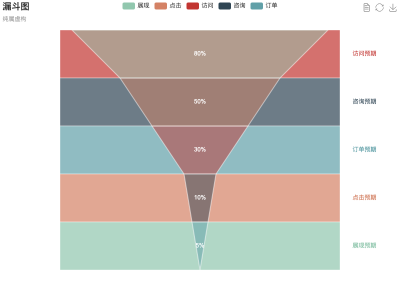 漏斗图
纯属虚构
展现
点击
访问
咨询
订单
80%
访问预期
50%
咨询预期
30%
订单预期
10%
点击预期
5%
展现预期